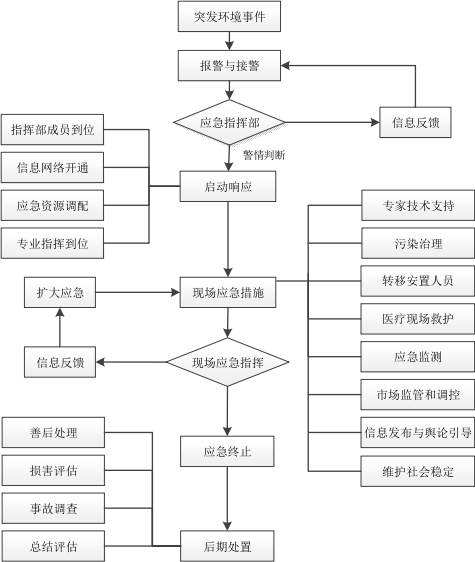 突发环境事件
报警与接警
应急指挥部
信息反馈
警情判断
指挥部成员到位
信息网络开通
应急资源调配
专业指挥到位
启动响应
专家技术支持
污染治理
转移安置人员
医疗现场救护
应急监测
市场监管和调控
信息发布与舆论引导
维护社会稳定
扩大应急
现场应急措施
信息反馈
现场应急指挥
善后处理
损害评估
事故调查
总结评估
应急终止
后期处置